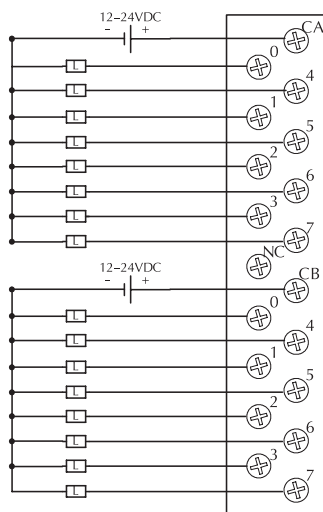 12–24VDC
- +
CA
L 0
L 4
L 1
L 5
L 2
L 6
L 3
L 7
NC
12–24VDC
- +
CB
L 0
L 4
L 1
L 5
L 2
L 6
L 3
L 7